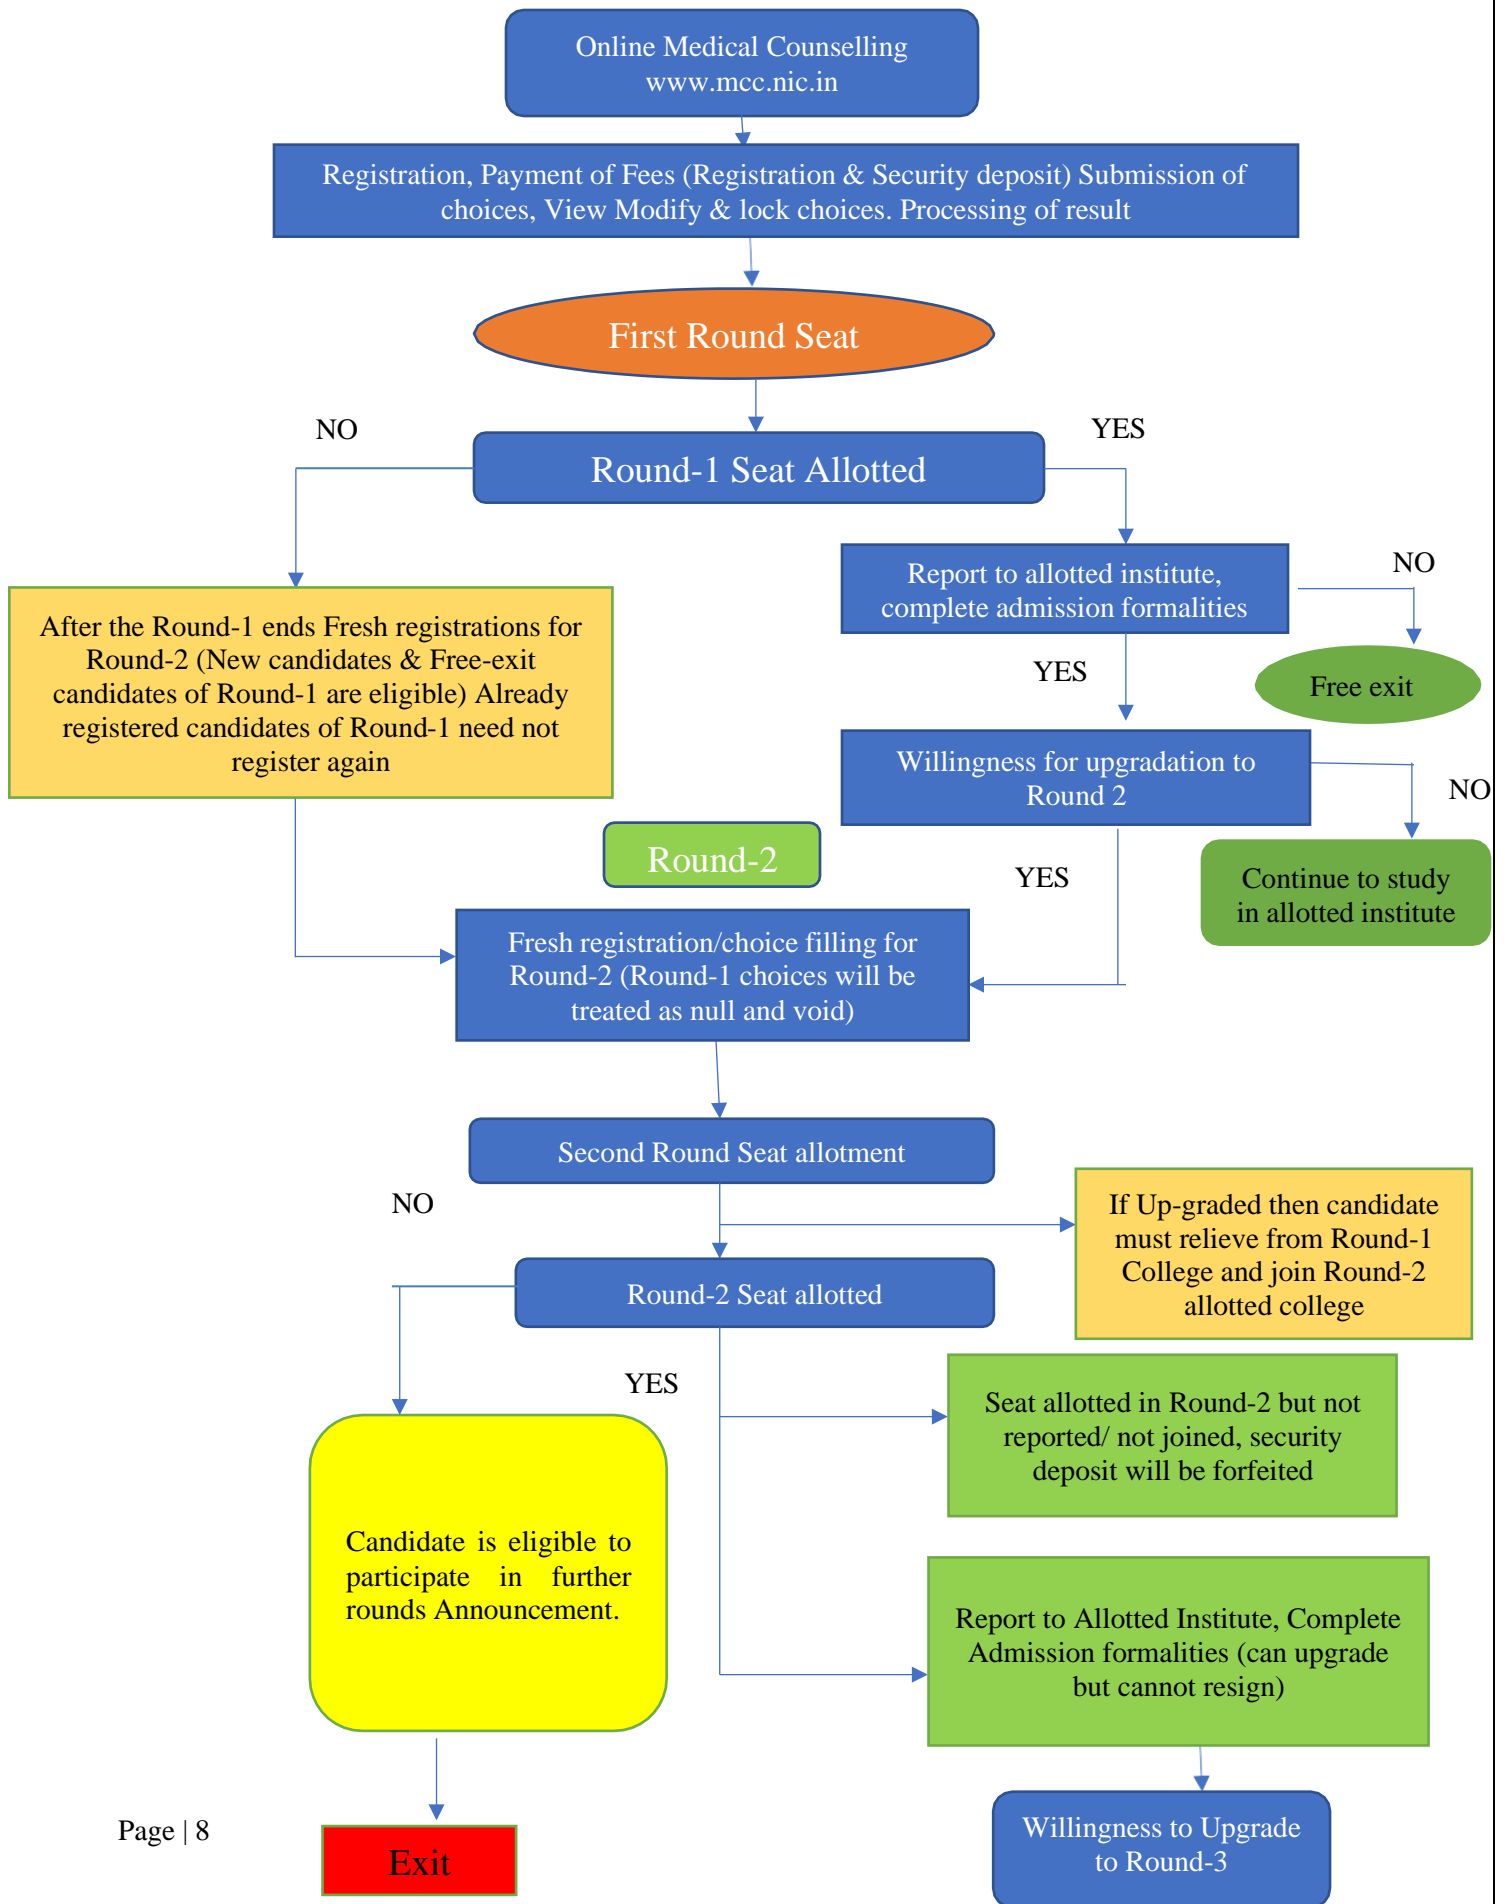 Online Medical Counselling
www.mcc.nic.in
Registration, Payment of Fees (Registration & Security deposit) Submission of
choices, View Modify & lock choices. Processing of result
First Round Seat
NO
YES
Round-1 Seat Allotted
Report to allotted institute,
complete admission formalities
NO
After the Round-1 ends Fresh registrations for
Round-2 (New candidates & Free-exit
candidates of Round-1 are eligible) Already
registered candidates of Round-1 need not
register again
YES
Free exit
Willingness for upgradation to
Round 2
NO
Round-2
YES
Continue to study
in allotted institute
Fresh registration/choice filling for
Round-2 (Round-1 choices will be
treated as null and void)
Second Round Seat allotment
NO
If Up-graded then candidate
must relieve from Round-1
College and join Round-2
allotted college
Round-2 Seat allotted
YES
Seat allotted in Round-2 but not
reported/ not joined, security
deposit will be forfeited
Candidate is eligible to
participate in further
rounds Announcement.
Report to Allotted Institute, Complete
Admission formalities (can upgrade
but cannot resign)
Willingness to Upgrade
to Round-3
Page | 8
Exit